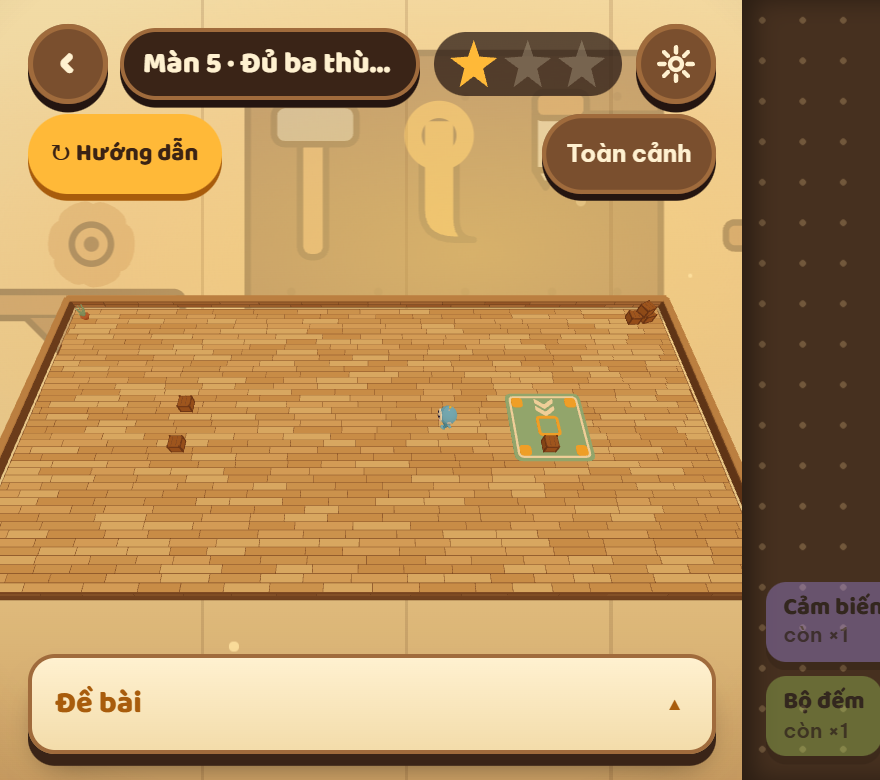 Màn 5 · Đủ ba thù...
↻ Hướng dẫn
Toàn cảnh
Cảm biến
còn ×1
Bộ đếm
còn ×1
Đề bài